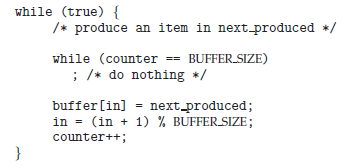 while (true) {
/* produce an item in next_produced */
while (counter == BUFFER_SIZE)
; /* do nothing */
buffer[in] = next_produced;
in = (in + 1) % BUFFER_SIZE;
counter++;
}